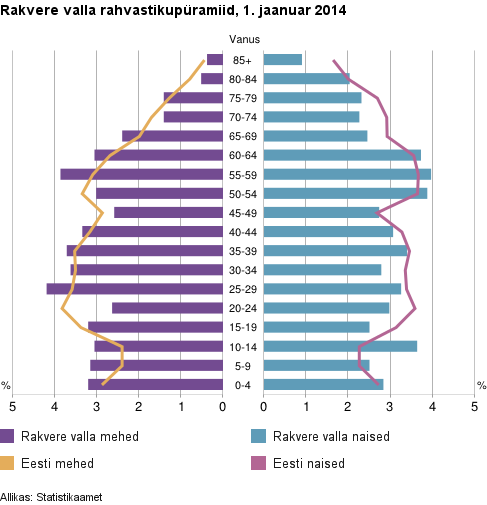 Rakvere valla rahvastikupüramiid, 1. jaanuar 2014
Vanus
85+
80-84
75-79
70-74
65-69
60-64
55-59
50-54
45-49
40-44
35-39
30-34
25-29
20-24
15-19
10-14
5-9
% 0-4 %
5 4 3 2 1 0 0 1 2 3 4 5
Rakvere valla mehed Rakvere valla naised
Eesti mehed Eesti naised
Allikas: Statistikaamet